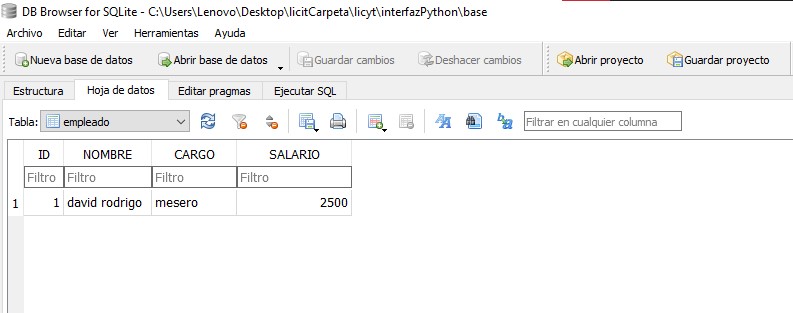 DB Browser for SQLite - C:\Users\Lenovo\Desktop\licitCarpeta\licyt\interfazPython\base
Archivo Editar Ver Herramientas Ayuda
Nueva base de datos Abrir base de datos Guardar cambios Deshacer cambios Abrir proyecto Guardar proyecto
Estructura Hoja de datos Editar pragmas Ejecutar SQL
Tabla: empleado Filtrar en cualquier columna
ID NOMBRE CARGO SALARIO
Filtro Filtro Filtro Filtro
1 1 david rodrigo mesero 2500